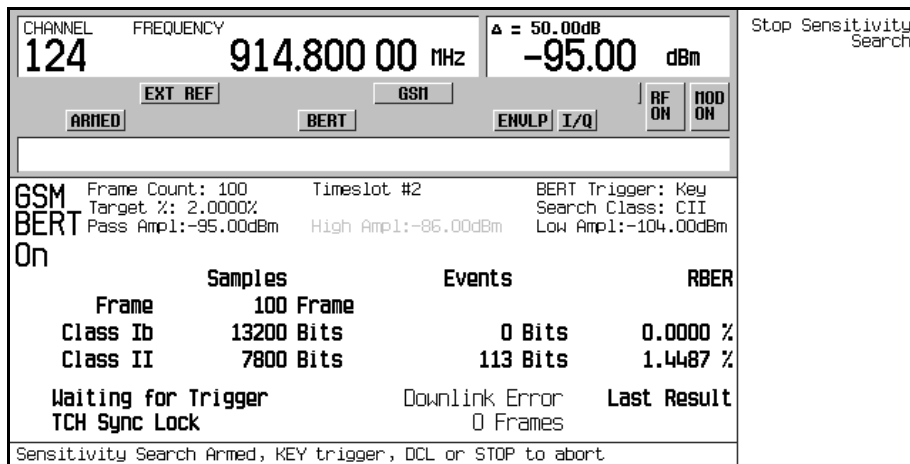 CHANNEL FREQUENCY Δ = 50.00dB Stop Sensitivity
124 914.800 00 MHz -95.00 dBm Search
EXT REF GSM RF ON MOD ON
ARMED BERT ENVLP I/Q
GSM BERT On
Frame Count: 100 Timeslot #2 BERT Trigger: Key
Target %: 2.0000% Search Class: CII
Pass Ampl:-95.00dBm High Ampl:-86.00dBm Low Ampl:-104.00dBm
Samples Events RBER
Frame 100 Frame
Class Ib 13200 Bits 0 Bits 0.0000 %
Class II 7800 Bits 113 Bits 1.4487 %
Waiting for Trigger Downlink Error Last Result
TCH Sync Lock 0 Frames
Sensitivity Search Armed, KEY trigger, DCL or STOP to abort